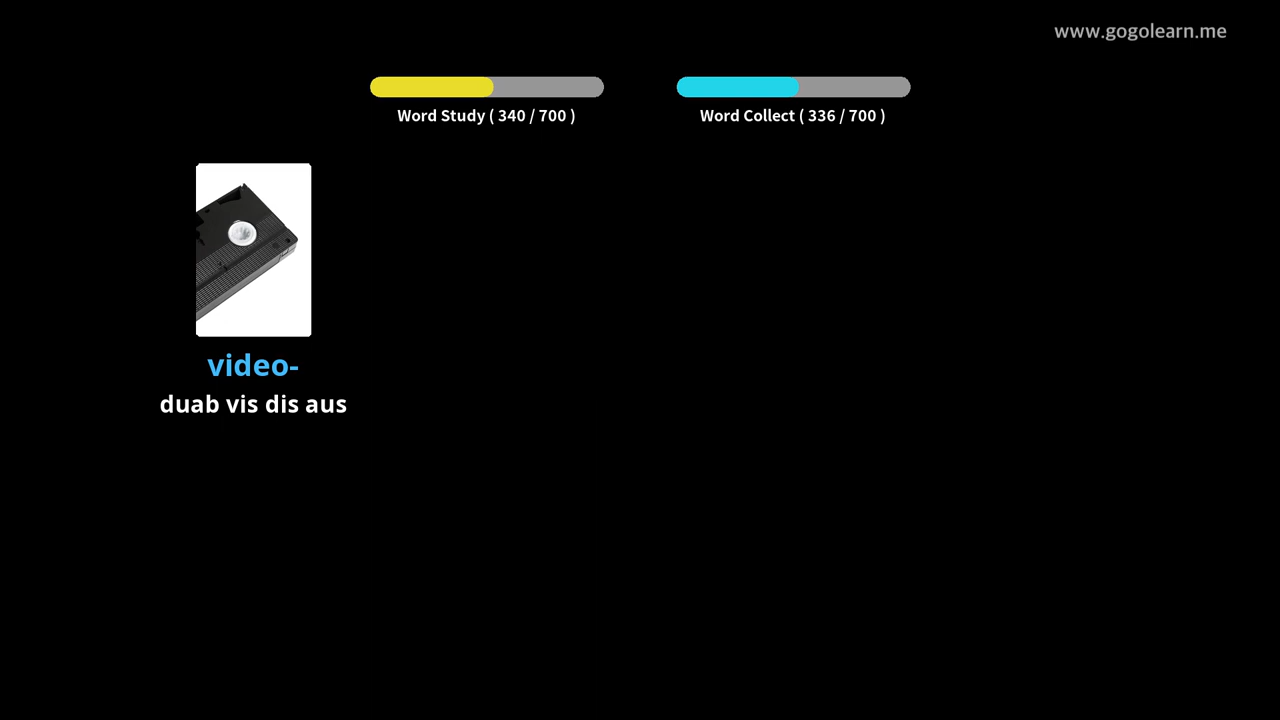 www.gogolearn.me
Word Study ( 340 / 700 )
Word Collect ( 336 / 700 )
video-
duab vis dis aus